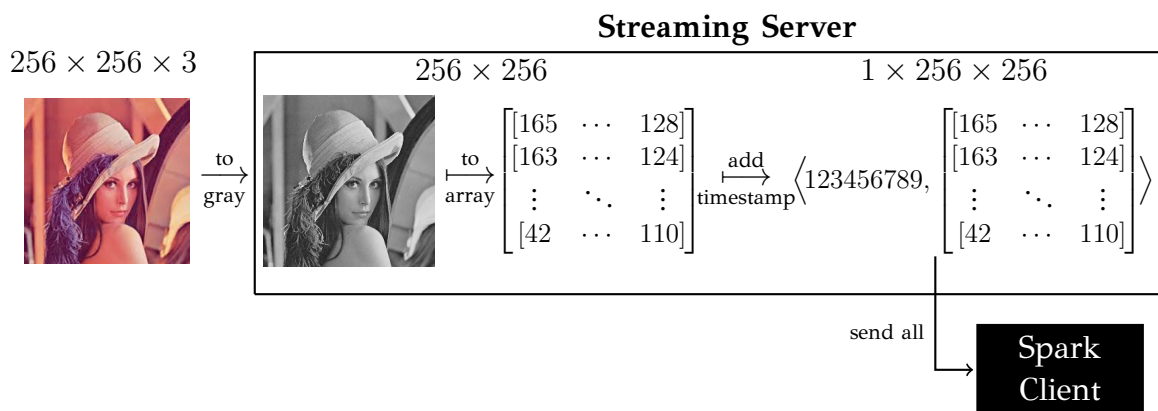 Streaming Server
256 × 256 × 3
256 × 256
1 × 256 × 256
to
gray
to
array
[165 ⋯ 128]
[163 ⋯ 124]
⋮ ⋱ ⋮
[42 ⋯ 110]
add
timestamp
⟨123456789,
[165 ⋯ 128]
[163 ⋯ 124]
⋮ ⋱ ⋮
[42 ⋯ 110]
⟩
send all
Spark
Client